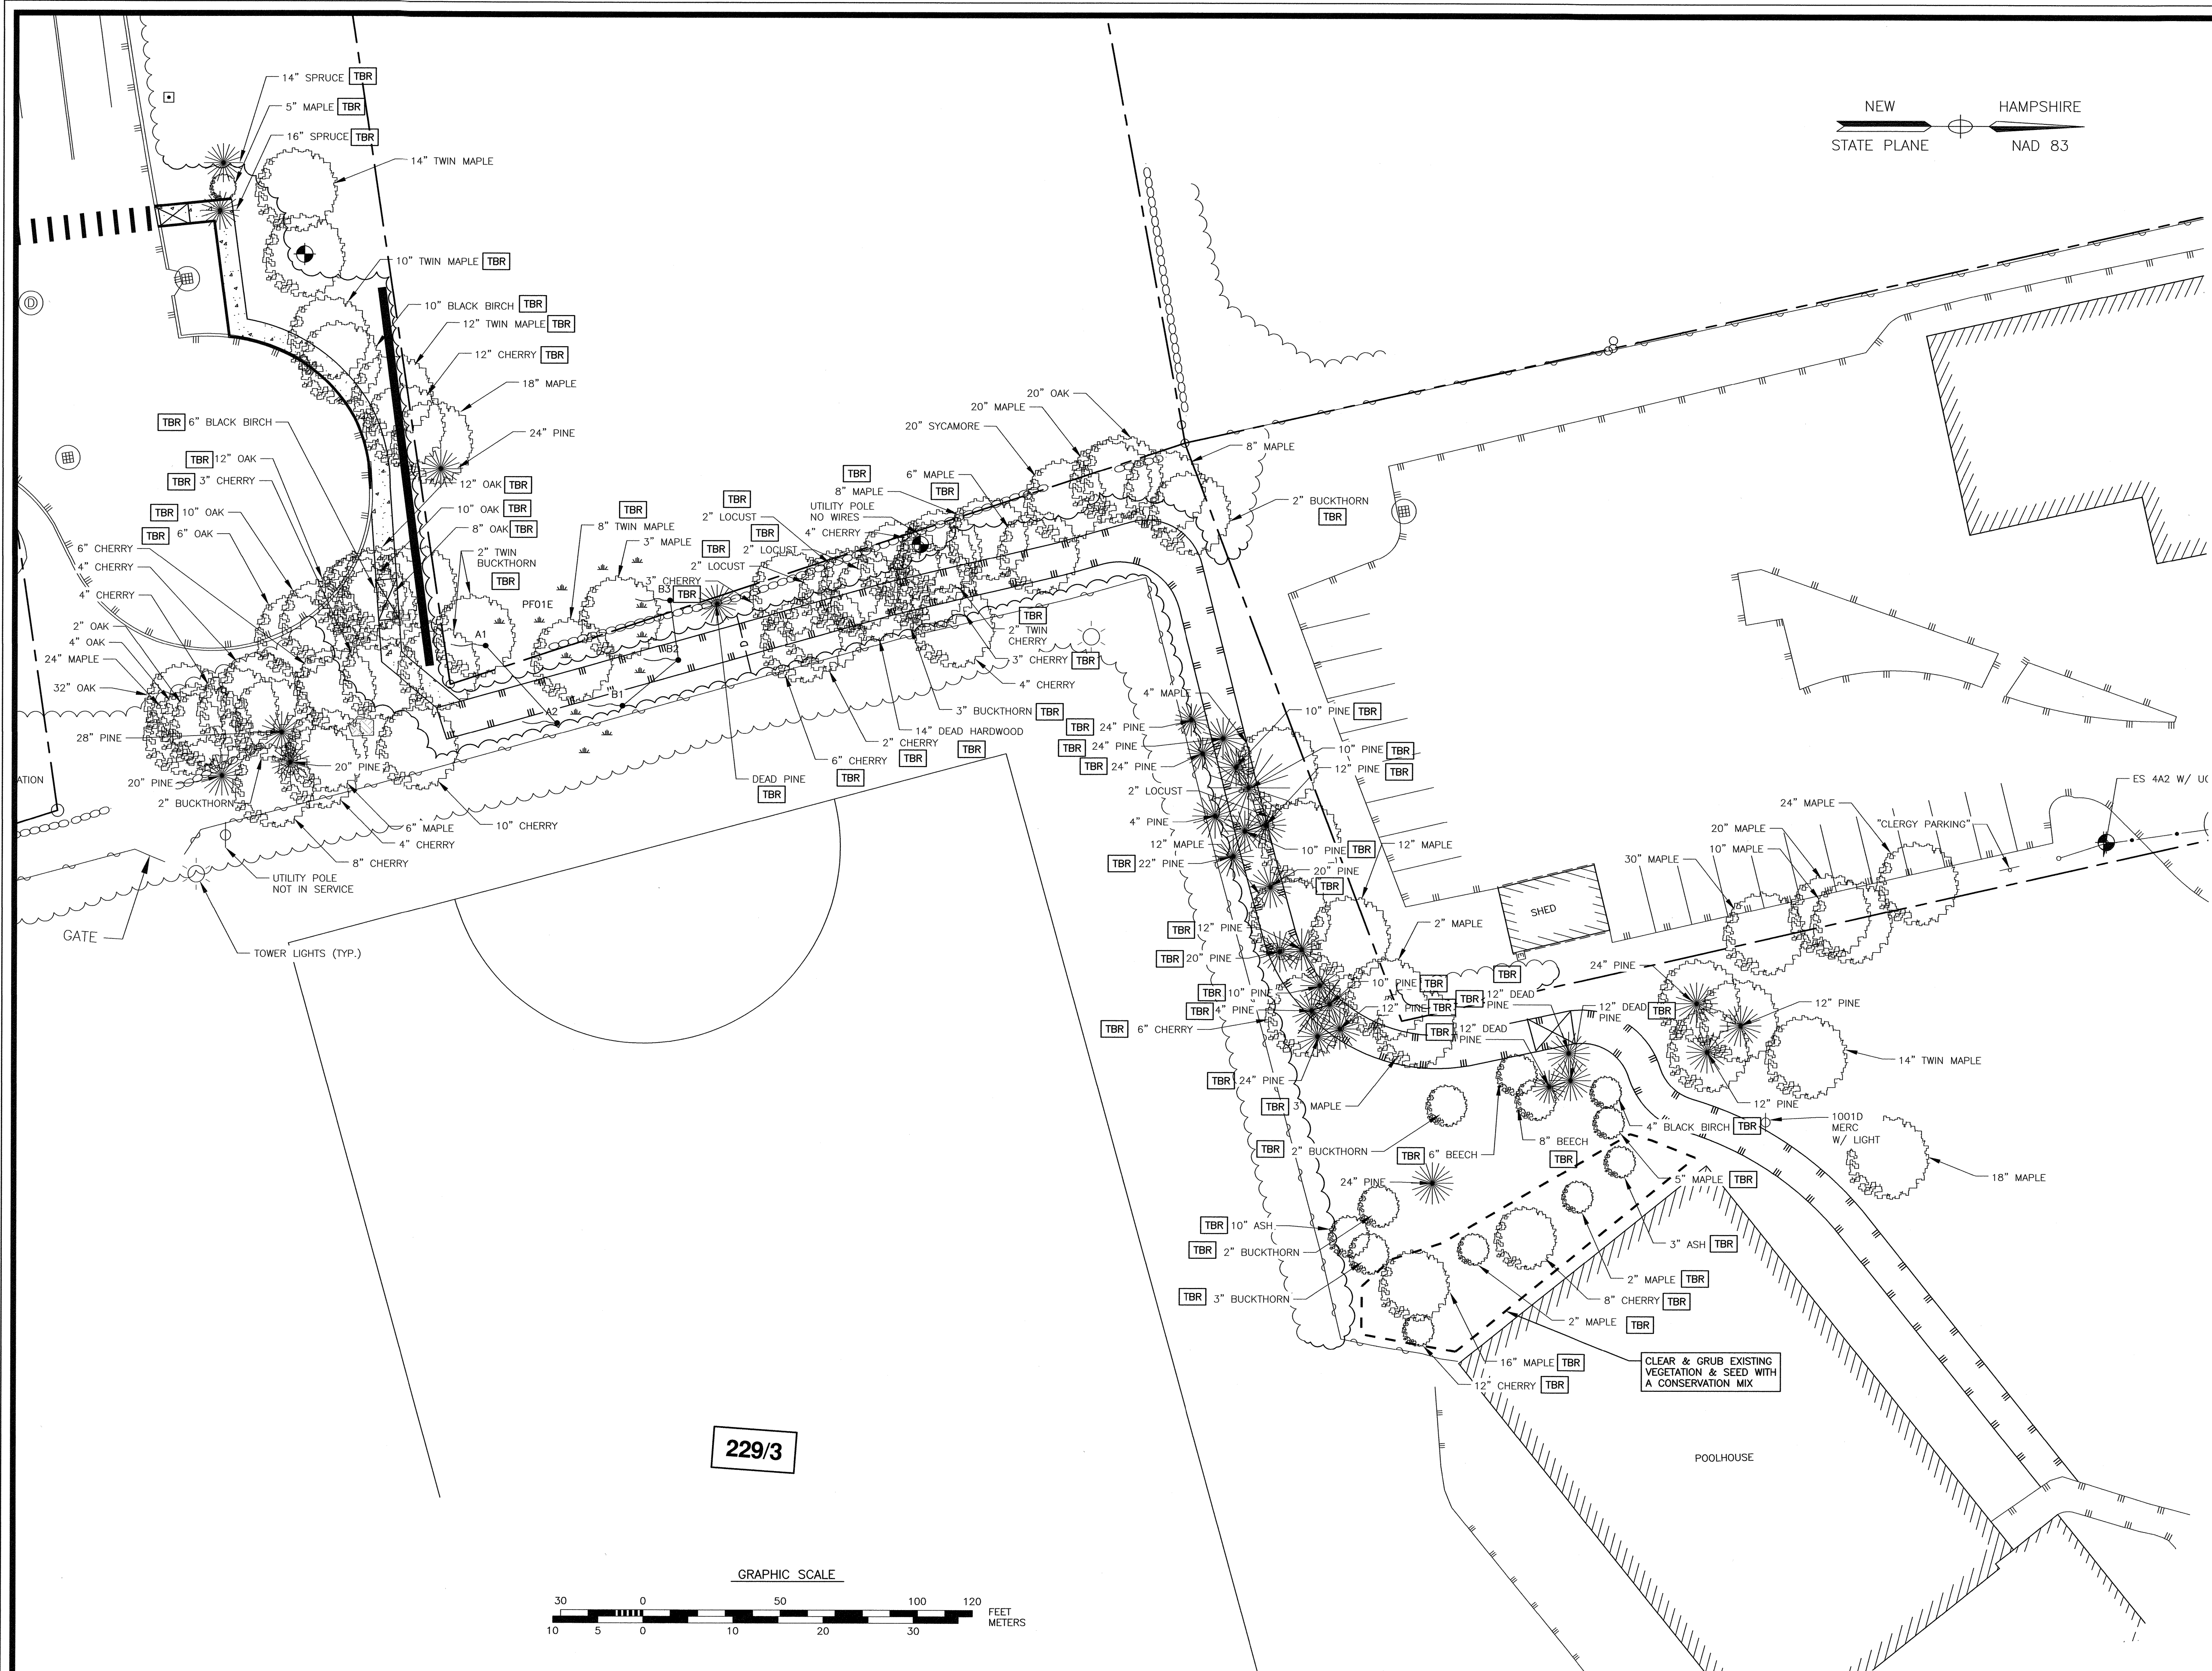 NEW HAMPSHIRE
STATE PLANE NAD 83
14" SPRUCE TBR
5" MAPLE TBR
16" SPRUCE TBR
14" TWIN MAPLE
10" TWIN MAPLE TBR
10" BLACK BIRCH TBR
12" TWIN MAPLE TBR
12" CHERRY TBR
18" MAPLE
24" PINE
D
TBR 6" BLACK BIRCH
TBR 12" OAK
TBR 3" CHERRY
TBR 10" OAK
TBR 6" OAK
6" CHERRY
4" CHERRY
4" CHERRY
2" OAK
4" OAK
24" MAPLE
32" OAK
28" PINE
20" PINE
2" BUCKTHORN
12" OAK TBR
10" OAK TBR
8" OAK TBR
2" TWIN
BUCKTHORN
TBR
PF01E
A1
A2
B1
B2
B3
TBR
8" TWIN MAPLE
3" MAPLE
TBR
TBR
2" LOCUST
TBR
2" LOCUST
2" LOCUST
TBR
3" CHERRY
TBR
8" MAPLE
UTILITY POLE
NO WIRES
4" CHERRY
6" MAPLE
TBR
20" SYCAMORE
20" MAPLE
20" OAK
8" MAPLE
2" BUCKTHORN
TBR
D
TBR
2" TWIN
CHERRY
3" CHERRY TBR
4" CHERRY
3" BUCKTHORN TBR
14" DEAD HARDWOOD
TBR
2" CHERRY
TBR
6" CHERRY
TBR
DEAD PINE
TBR
20" PINE
6" MAPLE
4" CHERRY
8" CHERRY
10" CHERRY
UTILITY POLE
NOT IN SERVICE
GATE
TOWER LIGHTS (TYP.)
ATION
4" MAPLE
TBR 24" PINE
TBR 24" PINE
TBR 24" PINE
2" LOCUST
4" PINE
12" MAPLE
TBR 22" PINE
10" PINE TBR
10" PINE TBR
12" PINE TBR
10" PINE TBR
12" MAPLE
20" PINE
TBR
TBR 12" PINE
TBR 20" PINE
2" MAPLE
TBR 10" PINE
TBR 4" PINE
TBR 6" CHERRY
10" PINE TBR
12" PINE TBR
TBR 12" DEAD
PINE
TBR
TBR 12" DEAD
PINE
12" DEAD
PINE
TBR
TBR 24" PINE
TBR 3" MAPLE
TBR 2" BUCKTHORN
TBR 6" BEECH
8" BEECH
TBR
4" BLACK BIRCH TBR
5" MAPLE TBR
3" ASH TBR
2" MAPLE TBR
8" CHERRY TBR
2" MAPLE TBR
24" PINE
TBR 10" ASH
TBR 2" BUCKTHORN
TBR 3" BUCKTHORN
16" MAPLE TBR
12" CHERRY TBR
CLEAR & GRUB EXISTING
VEGETATION & SEED WITH
A CONSERVATION MIX
SHED
30" MAPLE
10" MAPLE
20" MAPLE
24" MAPLE
"CLERGY PARKING"
ES 4A2 W/ UG
24" PINE
12" PINE
12" PINE
14" TWIN MAPLE
1001D
MERC
W/ LIGHT
18" MAPLE
POOLHOUSE
229/3
GRAPHIC SCALE
30 0 50 100 120
FEET
METERS
10 5 0 10 20 30